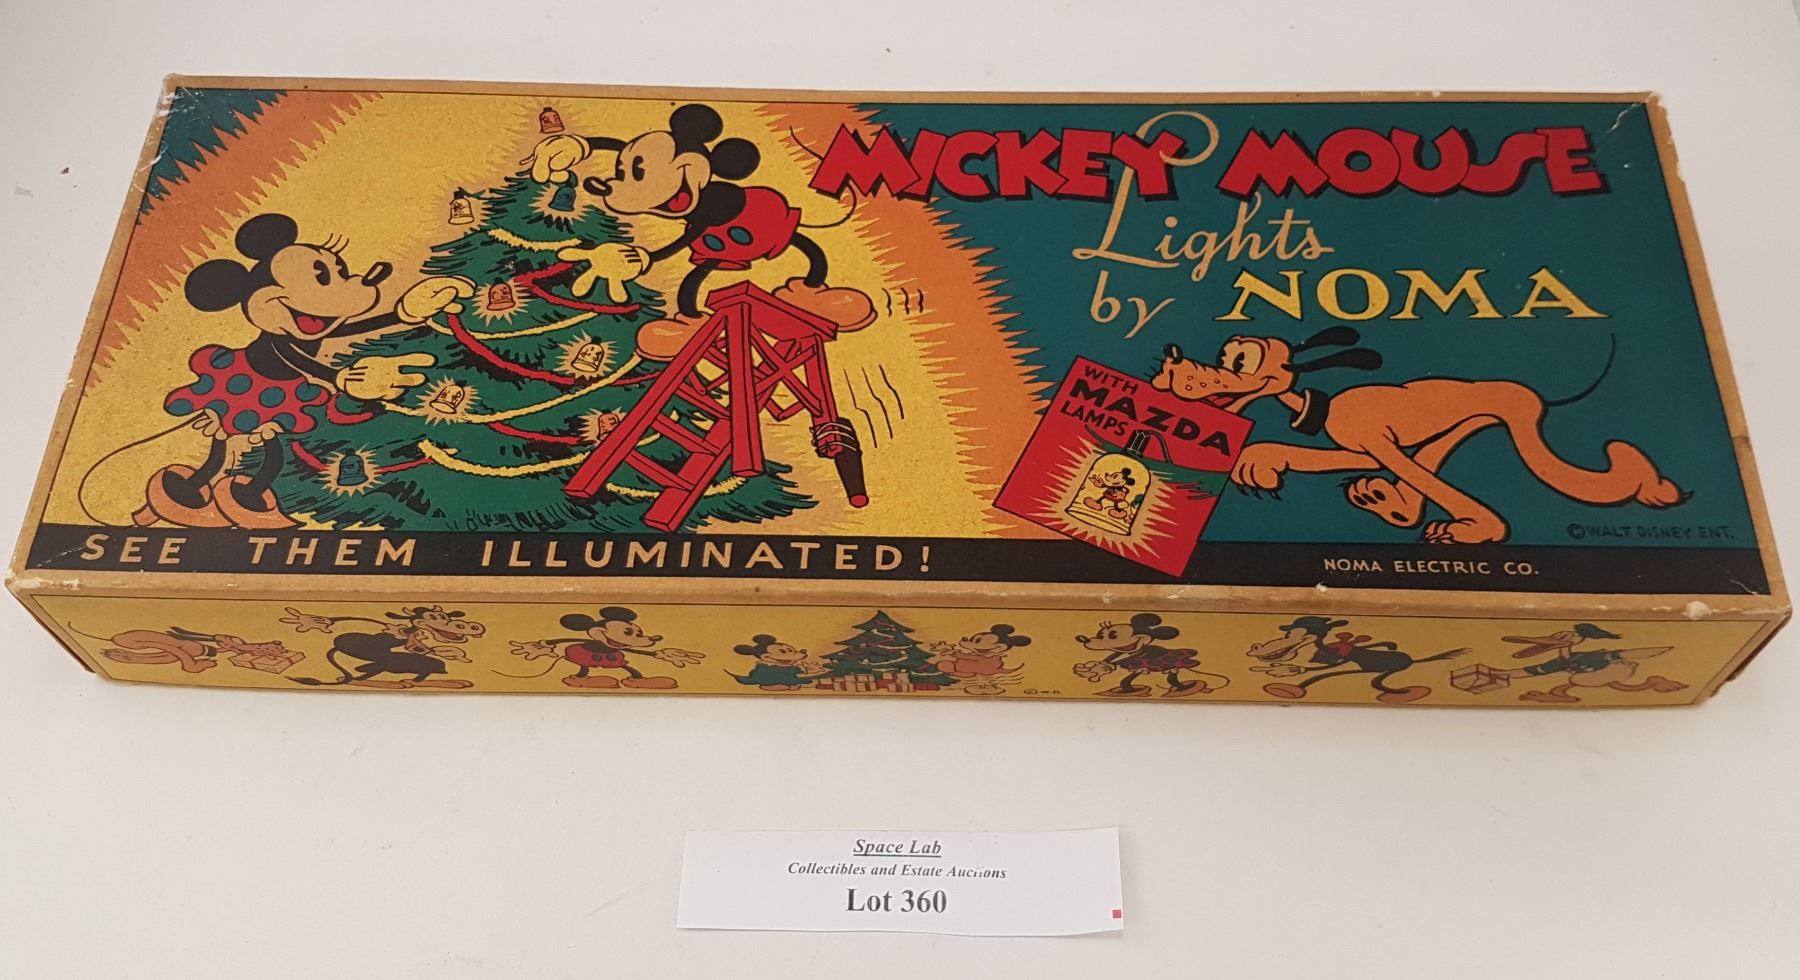 MICKEY MOUSE
Lights
by NOMA
WITH
MAZDA
LAMPS
©WALT DISNEY ENT.
SEE THEM ILLUMINATED!
NOMA ELECTRIC CO.
©W.D.
Space Lab
Collectibles and Estate Auctions
Lot 360